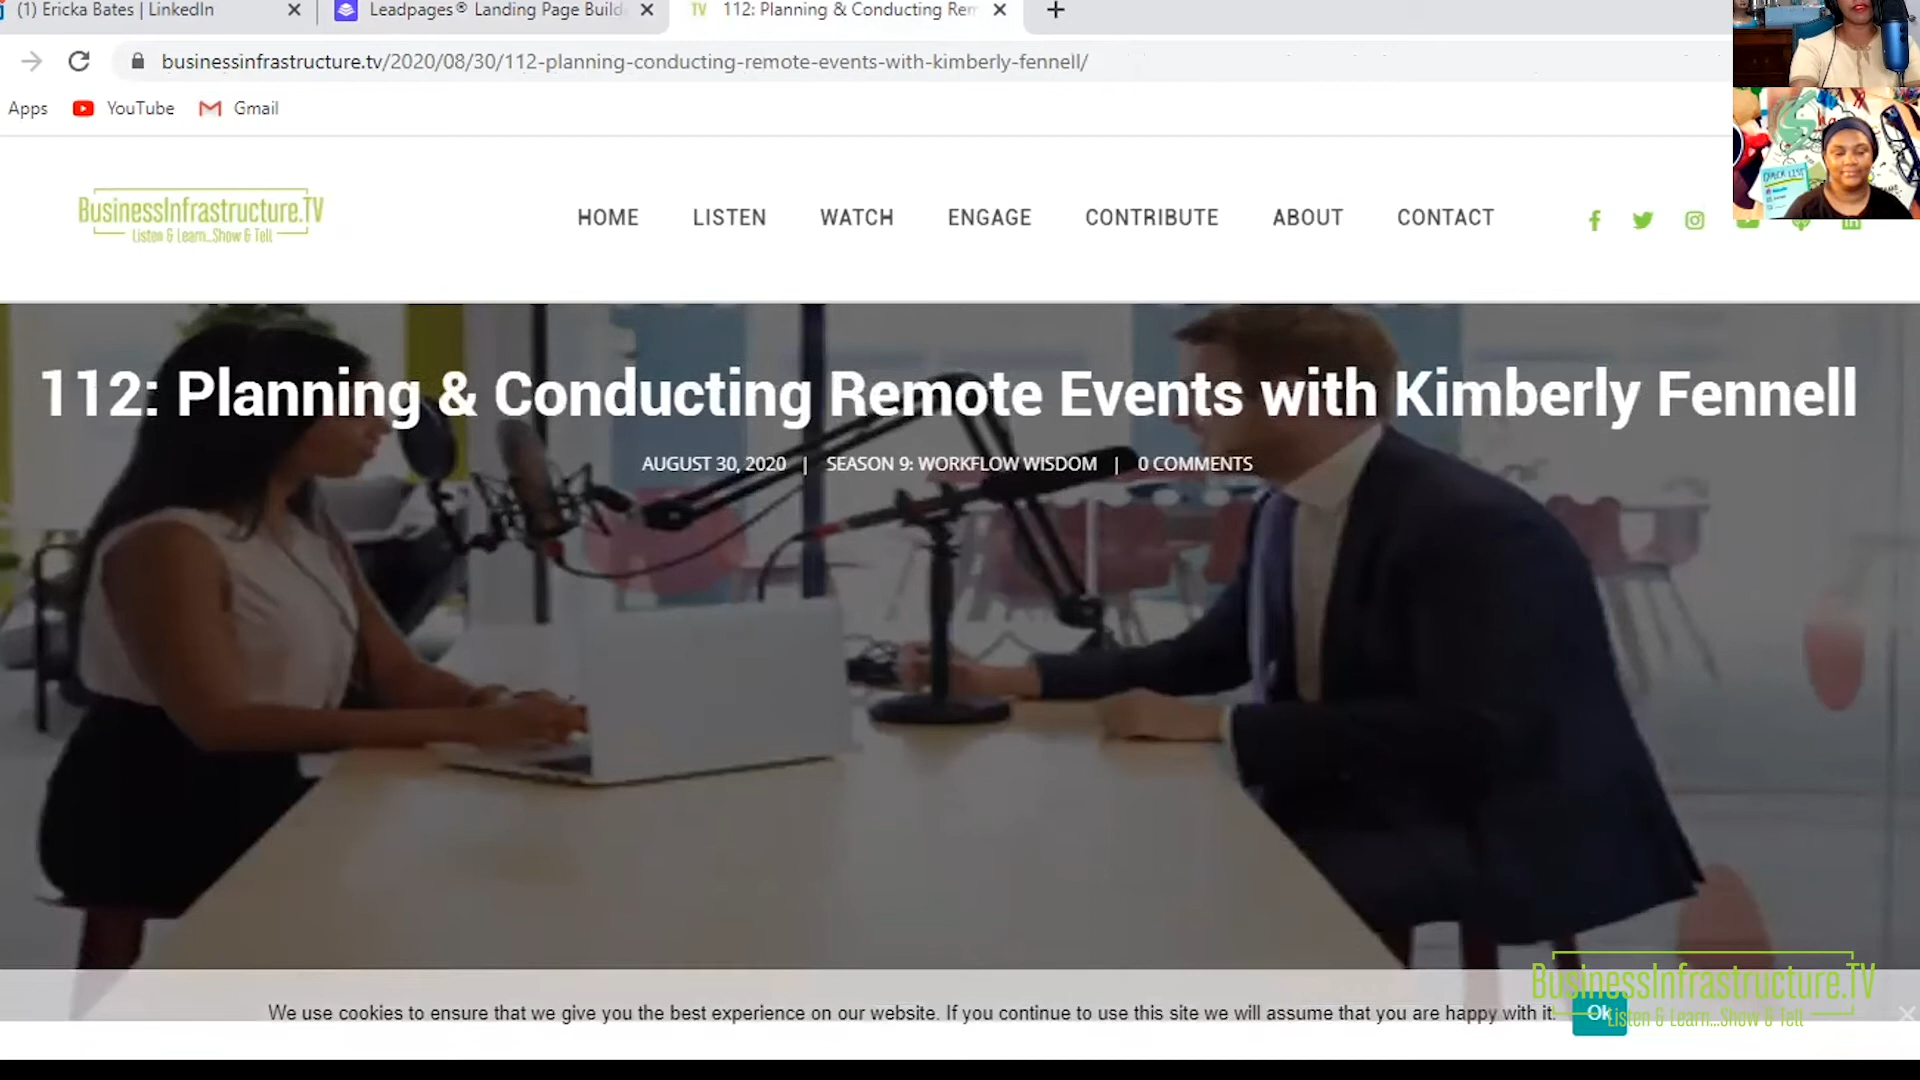 (1) Ericka Bates | LinkedIn
Leadpages® Landing Page Build
TV 112: Planning & Conducting Rem
businessinfrastructure.tv/2020/08/30/112-planning-conducting-remote-events-with-kimberly-fennell/
Apps YouTube Gmail
CHECK LIST
BusinessInfrastructure.TV
Listen & Learn...Show & Tell
HOME LISTEN WATCH ENGAGE CONTRIBUTE ABOUT CONTACT
112: Planning & Conducting Remote Events with Kimberly Fennell
AUGUST 30, 2020 | SEASON 9: WORKFLOW WISDOM | 0 COMMENTS
BusinessInfrastructure.TV
Listen & Learn...Show & Tell
We use cookies to ensure that we give you the best experience on our website. If you continue to use this site we will assume that you are happy with it.
Ok